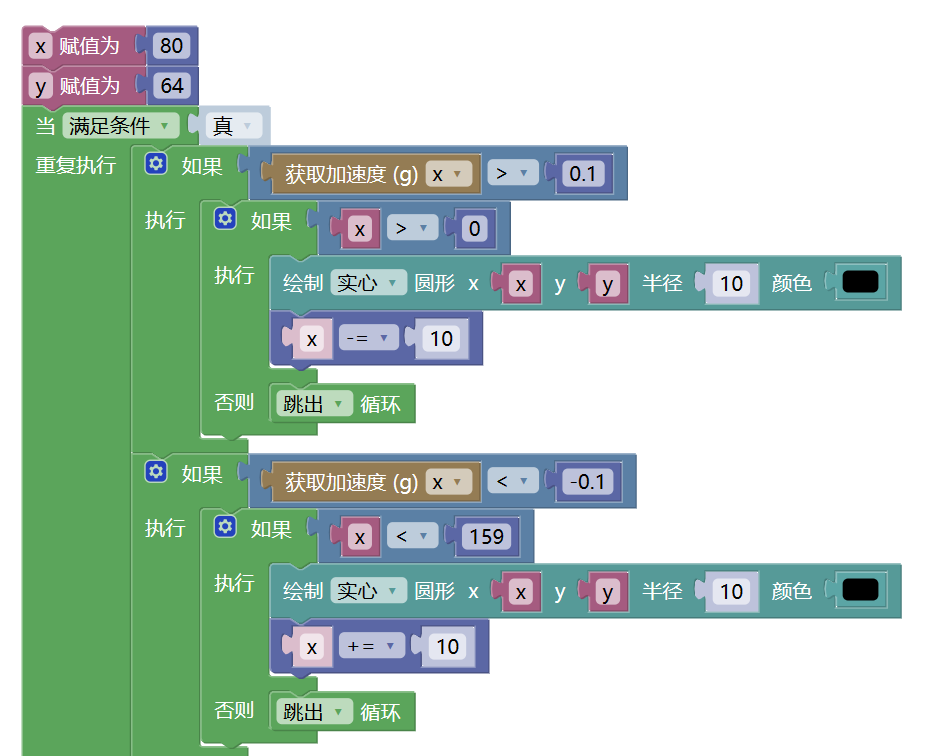 x 赋值为 80
y 赋值为 64
当 满足条件 真
重复执行 如果 获取加速度 (g) x > 0.1
执行 如果 x > 0
执行 绘制 实心 圆形 x x y y 半径 10 颜色
x -= 10
否则 跳出 循环
如果 获取加速度 (g) x < -0.1
执行 如果 x < 159
执行 绘制 实心 圆形 x x y y 半径 10 颜色
x += 10
否则 跳出 循环